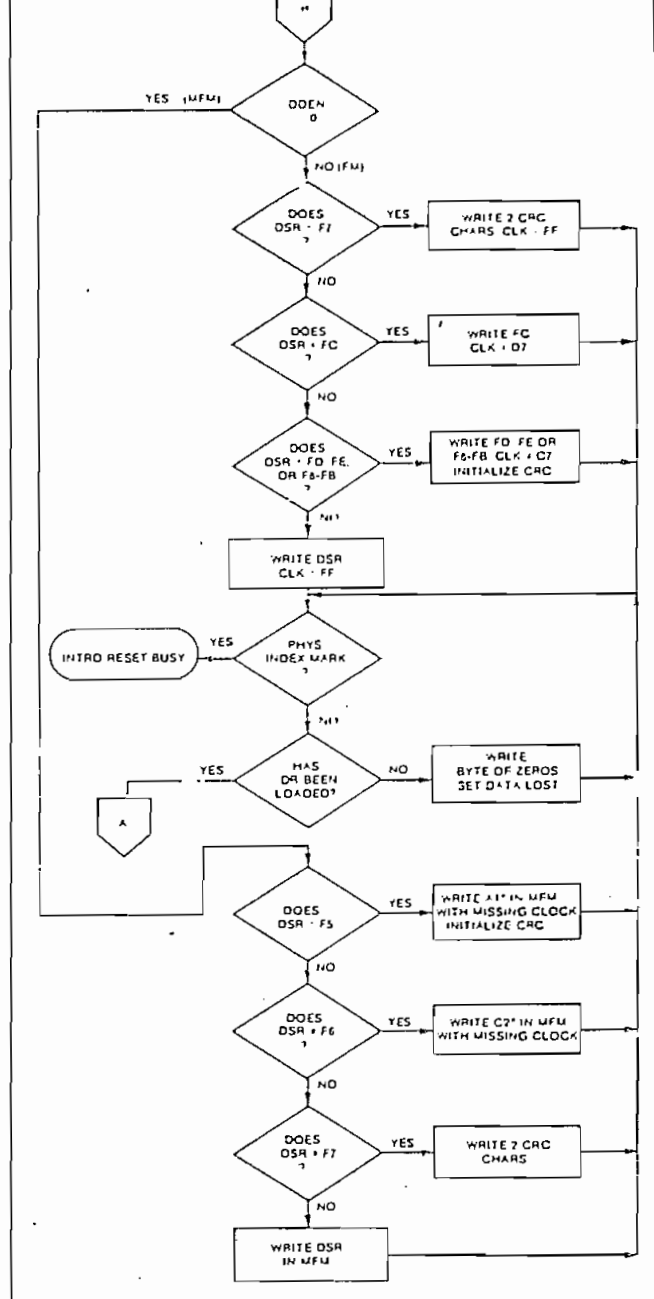 YES (MFM)
DDEN
0
NO (FM)
DOES
DSR = F7
?
YES
WRITE 2 CRC
CHARS. CLK = FF
NO
DOES
DSR = FC
?
YES
WRITE FC
CLK = D7
NO
DOES
DSR = FD, FE,
OR F8-FB
?
YES
WRITE FD, FE OR
F8-FB. CLK = C7
INITIALIZE CRC
NO
WRITE DSR
CLK = FF
INTRQ RESET BUSY
YES
PHYS
INDEX MARK
?
NO
YES
HAS
DR BEEN
LOADED?
NO
WRITE
BYTE OF ZEROS
SET DATA LOST
A
DOES
DSR = F5
YES
WRITE A1* IN MFM
WITH MISSING CLOCK
INITIALIZE CRC
NO
DOES
DSR = F6
?
YES
WRITE C2* IN MFM
WITH MISSING CLOCK
NO
DOES
DSR = F7
?
YES
WRITE 2 CRC
CHARS
NO
WRITE DSR
IN MFM